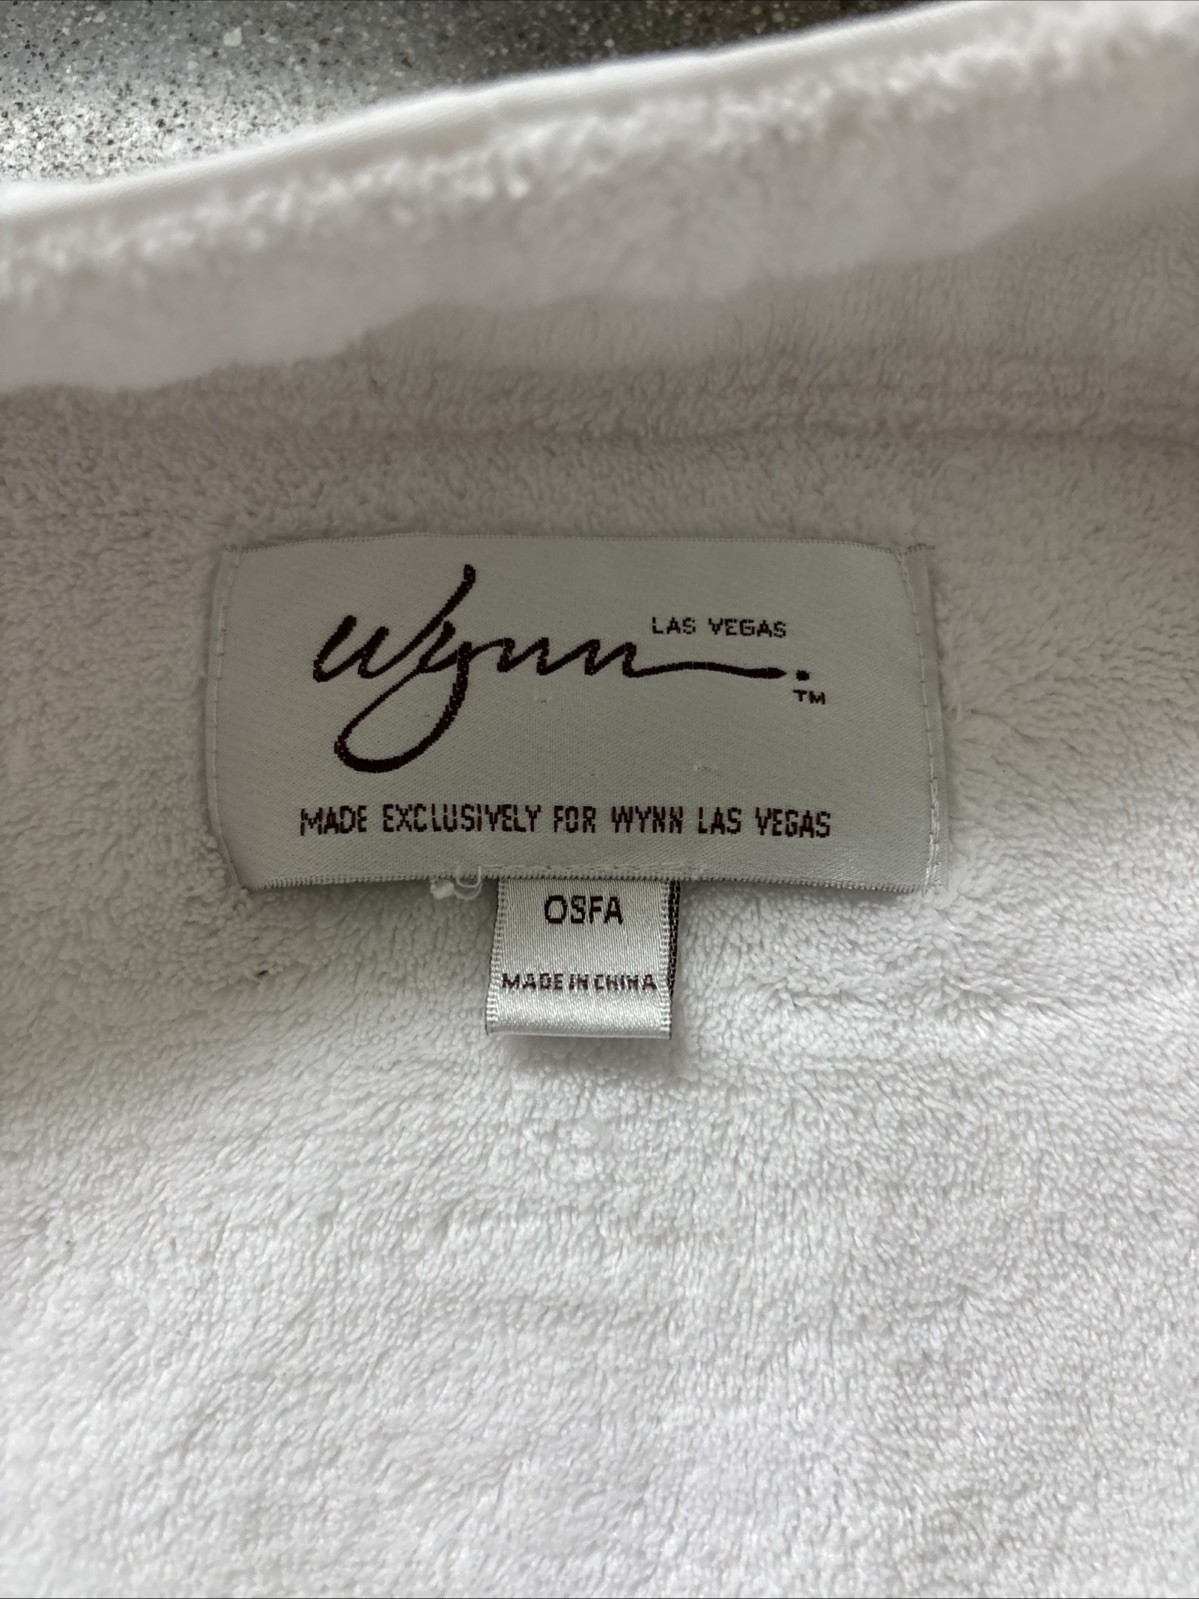 LAS VEGAS
Wynn.
TM
MADE EXCLUSIVELY FOR WYNN LAS VEGAS
OSFA
MADE IN CHINA